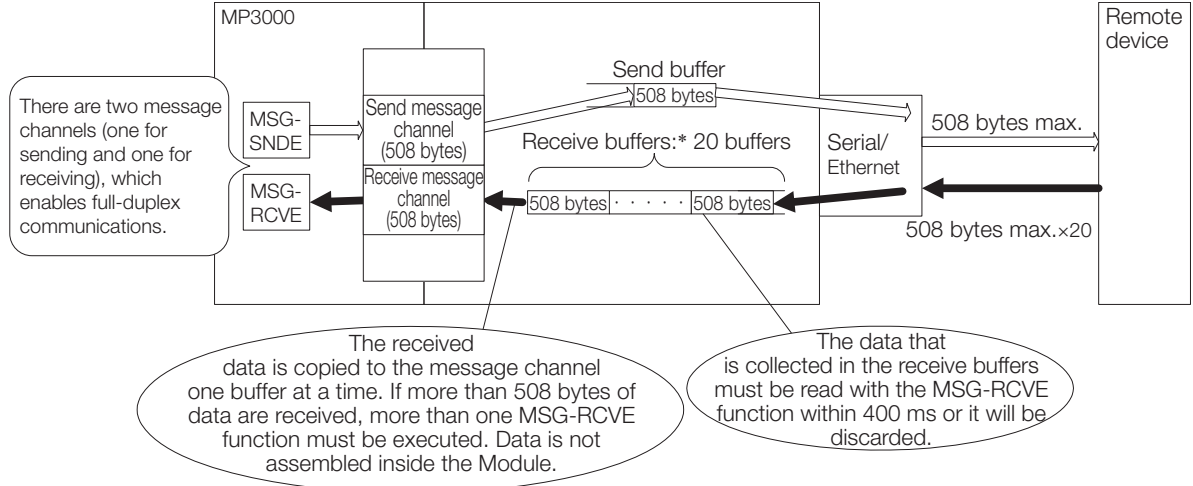 MP3000
Remote
device
There are two message
channels (one for
sending and one for
receiving), which
enables full-duplex
communications.
MSG-
SNDE
MSG-
RCVE
Send message
channel
(508 bytes)
Receive message
channel
(508 bytes)
Send buffer
508 bytes
Receive buffers:* 20 buffers
508 bytes
· · · · ·
508 bytes
Serial/
Ethernet
508 bytes max.
508 bytes max.×20
The received
data is copied to the message channel
one buffer at a time. If more than 508 bytes of
data are received, more than one MSG-RCVE
function must be executed. Data is not
assembled inside the Module.
The data that
is collected in the receive buffers
must be read with the MSG-RCVE
function within 400 ms or it will be
discarded.